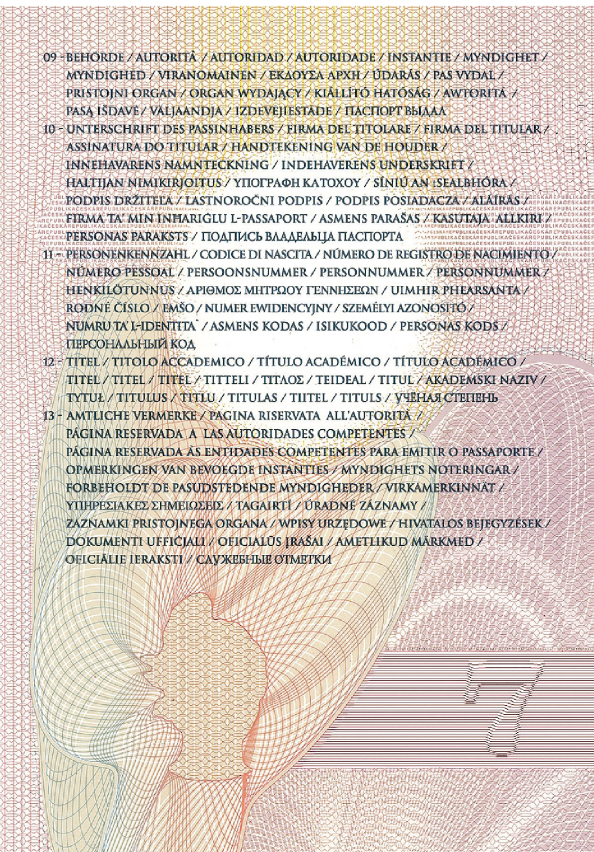 09 - BEHÖRDE / AUTORITÀ / AUTORIDAD / AUTORIDADE / INSTANTIE / MYNDIGHET /
MYNDIGHED / VIRANOMAINEN / ΕΚΔΟΥΣΑ ΑΡΧΗ / ÚDARÁS / PAS VYDAL /
PRISTOJNI ORGAN / ORGAN WYDAJĄCY / KIÁLLÍTÓ HATÓSÁG / AWTORITÀ /
PASĄ IŠDAVĖ / VÄLJAANDJA / IZDEVĒJIESTĀDE / ПАСПОРТ ВЫДАЛ
10 - UNTERSCHRIFT DES PASSINHABERS / FIRMA DEL TITOLARE / FIRMA DEL TITULAR /
ASSINATURA DO TITULAR / HANDTEKENING VAN DE HOUDER /
INNEHAVARENS NAMNTECKNING / INDEHAVERENS UNDERSKRIFT /
HALTIJAN NIMIKIRJOITUS / ΥΠΟΓΡΑΦΗ ΚΑΤΟΧΟΥ / SÍNIÚ AN tSEALBHÓRA /
PODPIS DRŽITEĽA / LASTNOROČNI PODPIS / PODPIS POSIADACZA / ALÁÍRÁS /
FIRMA TA' MIN INĦARIĠLU L-PASSAPORT / ASMENS PARAŠAS / KASUTAJA ALLKIRI /
PERSONAS PARAKSTS / ПОДПИСЬ ВЛАДЕЛЬЦА ПАСПОРТА
11 - PERSONENKENNZAHL / CODICE DI NASCITA / NÚMERO DE REGISTRO DE NACIMIENTO /
NÚMERO PESSOAL / PERSOONSNUMMER / PERSONNUMMER / PERSONNUMMER /
HENKILÖTUNNUS / ΑΡΙΘΜΟΣ ΜΗΤΡΩΟΥ ΓΕΝΝΗΣΕΩΝ / UIMHIR PHEARSANTA /
RODNÉ ČÍSLO / EMŠO / NUMER EWIDENCYJNY / SZEMÉLYI AZONOSÍTÓ /
NUMRU TA' L-IDENTITA' / ASMENS KODAS / ISIKUKOOD / PERSONAS KODS /
ПЕРСОНАЛЬНЫЙ КОД
12 - TITEL / TITOLO ACCADEMICO / TÍTULO ACADÉMICO / TÍTULO ACADÉMICO /
TITEL / TITEL / TITEL / TITTELI / ΤΙΤΛΟΣ / TEIDEAL / TITUL / AKADEMSKI NAZIV /
TYTUŁ / TITULUS / TITLU / TITULAS / TIITEL / TITULS / УЧЁНАЯ СТЕПЕНЬ
13 - AMTLICHE VERMERKE / PAGINA RISERVATA ALL'AUTORITÀ /
PÁGINA RESERVADA A LAS AUTORIDADES COMPETENTES /
PÁGINA RESERVADA ÀS ENTIDADES COMPETENTES PARA EMITIR O PASSAPORTE /
OPMERKINGEN VAN BEVOEGDE INSTANTIES / MYNDIGHETS NOTERINGAR /
FORBEHOLDT DE PASUDSTEDENDE MYNDIGHEDER / VIRKAMERKINNAT /
ΥΠΗΡΕΣΙΑΚΕΣ ΣΗΜΕΙΩΣΕΙΣ / TAGAIRTÍ / ÚRADNÉ ZÁZNAMY /
ZAZNAMKI PRISTOJNEGA ORGANA / WPISY URZĘDOWE / HIVATALOS BEJEGYZÉSEK /
DOKUMENTI UFFIĊJALI / OFICIALŪS ĮRAŠAI / AMETLIKUD MÄRKMED /
OFICIĀLIE IERAKSTI / СЛУЖЕБНЫЕ ОТМЕТКИ
7